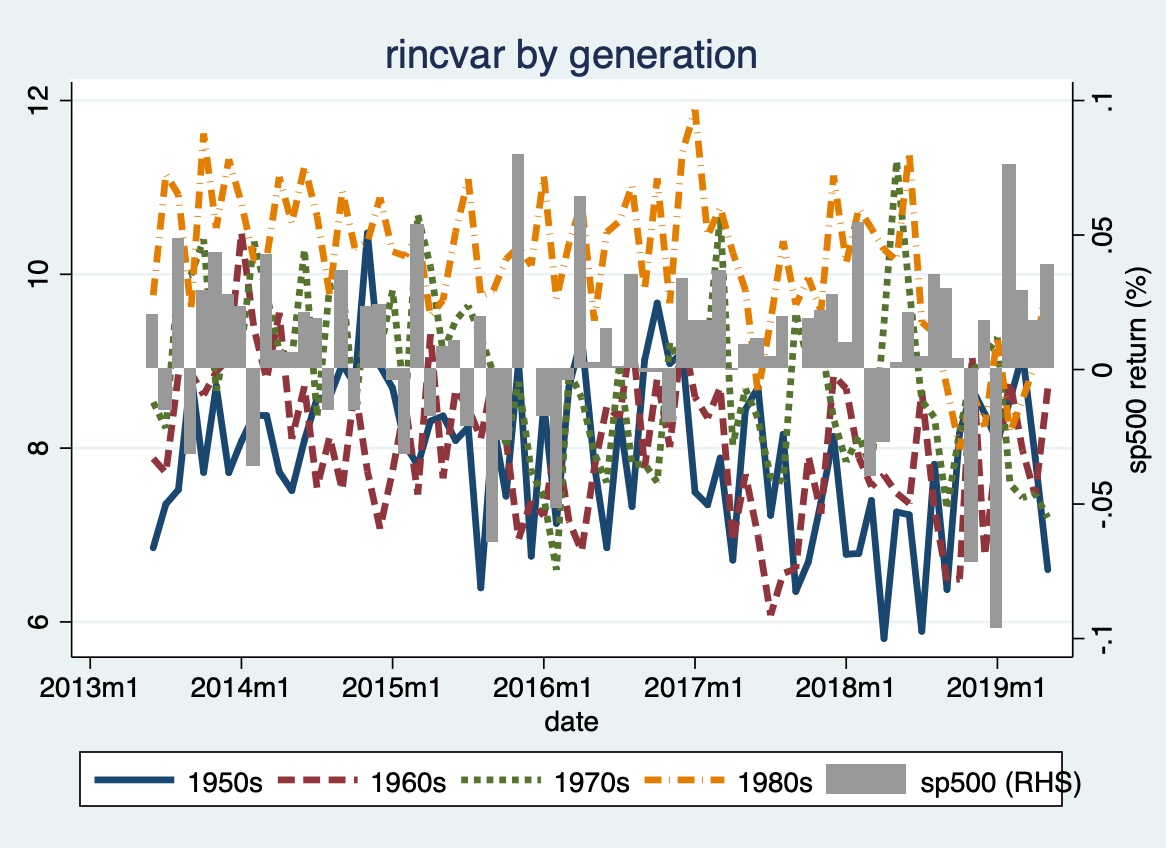 rincvar by generation
12
10
8
6
.1
.05
0
-.05
-.1
sp500 return (%)
2013m1 2014m1 2015m1 2016m1 2017m1 2018m1 2019m1
date
1950s 1960s 1970s 1980s sp500 (RHS)